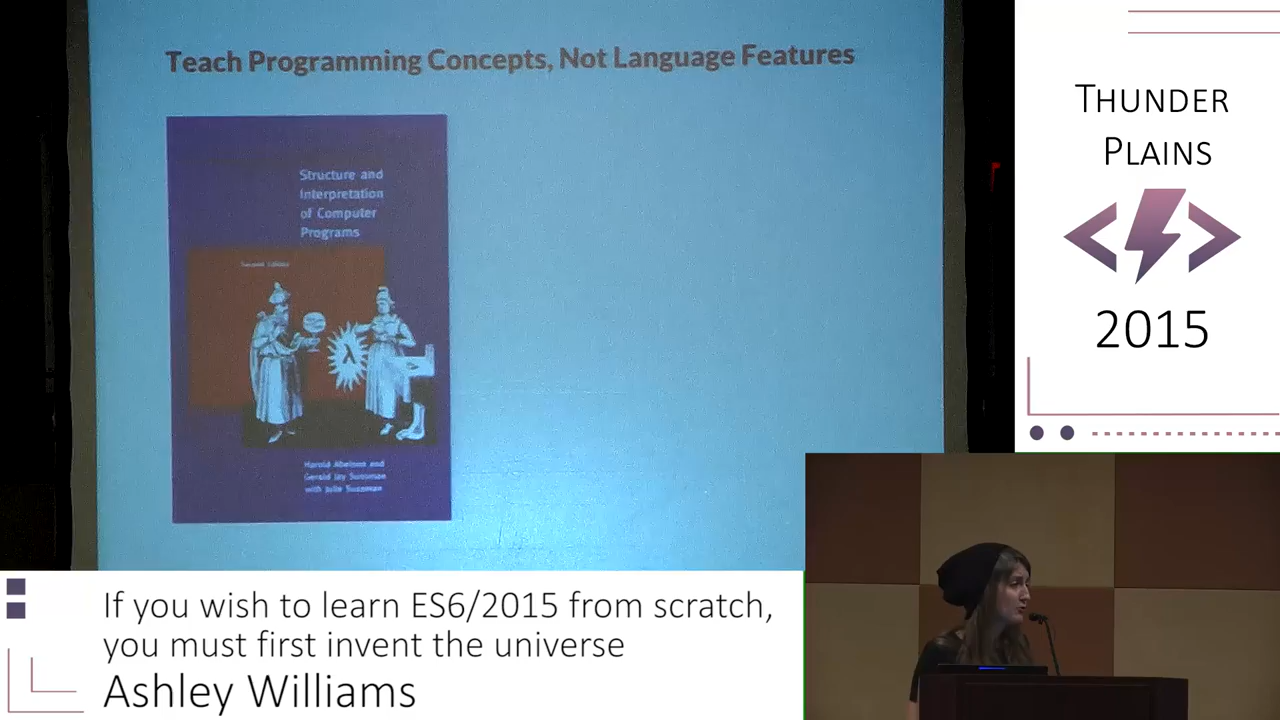 Teach Programming Concepts, Not Language Features
Structure and
Interpretation
of Computer
Programs
Second Edition
λ
Harold Abelson and
Gerald Jay Sussman
with Julie Sussman
THUNDER
PLAINS
2015
If you wish to learn ES6/2015 from scratch,
you must first invent the universe
Ashley Williams